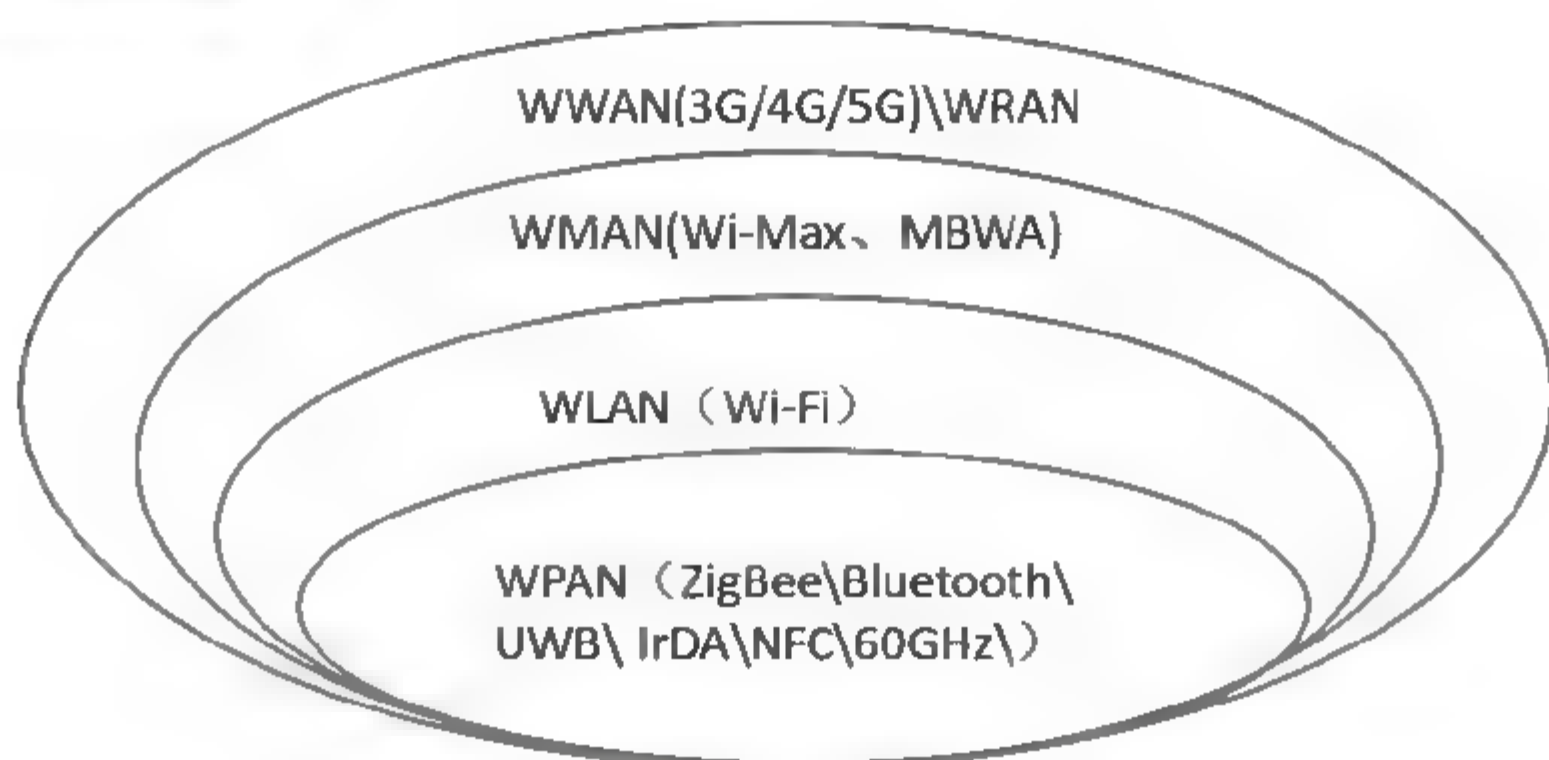 WWAN(3G/4G/5G)\WRAN
WMAN(Wi-Max、MBWA)
WLAN（Wi-Fi）
WPAN（ZigBee\Bluetooth\
UWB\ IrDA\NFC\60GHz\）